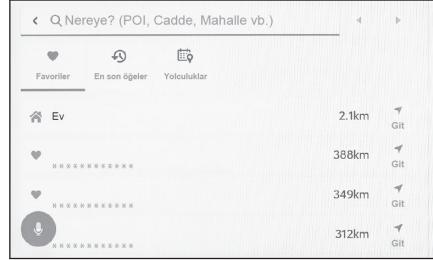 Nereye? (POI, Cadde, Mahalle vb.)
Favoriler En son öğeler Yolculuklar
Ev 2.1km Git
************ 388km Git
************ 349km Git
************ 312km Git